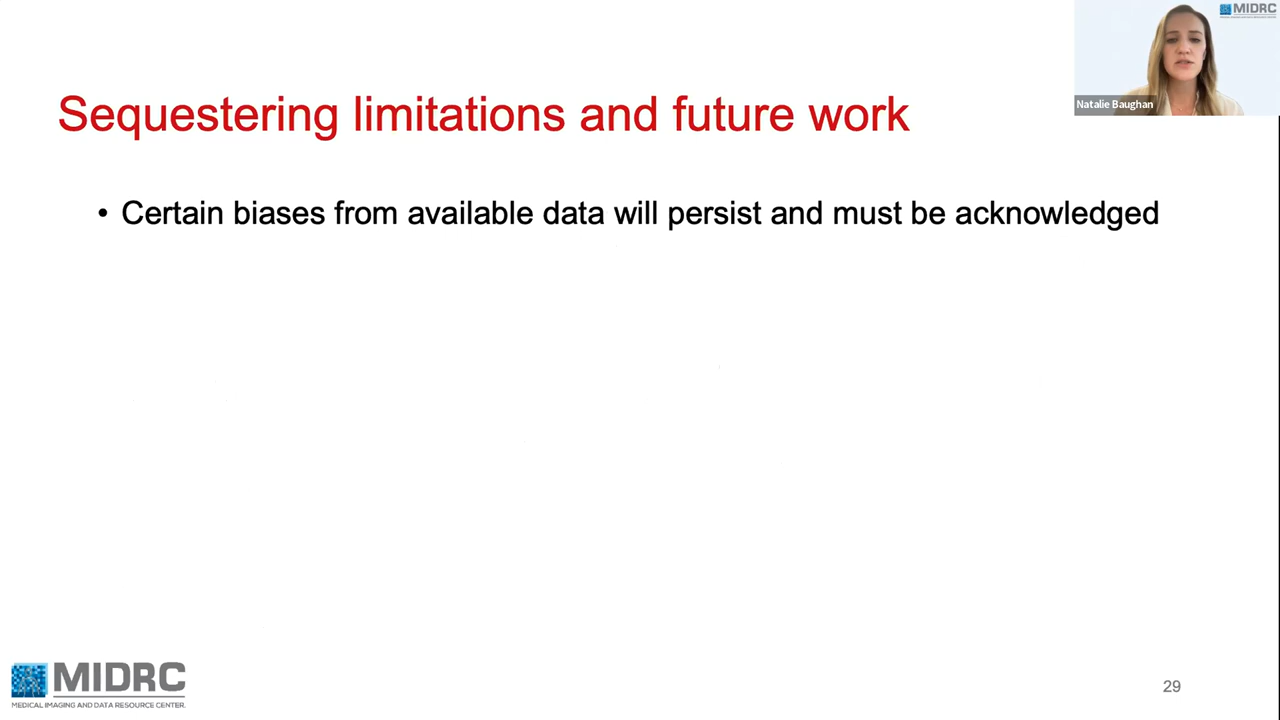 MIDRC
Natalie Baughan
Sequestering limitations and future work
• Certain biases from available data will persist and must be acknowledged
MIDRC
MEDICAL IMAGING AND DATA RESOURCE CENTER.
29